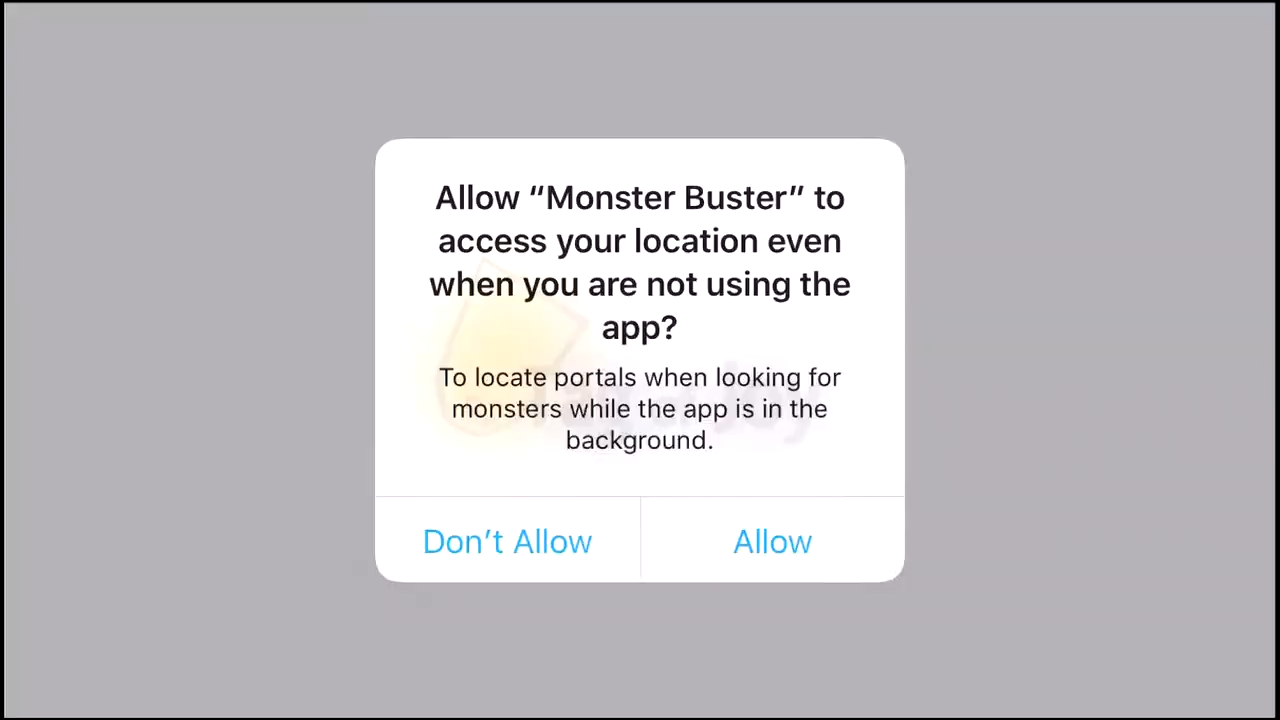 Allow “Monster Buster” to
access your location even
when you are not using the
app?
To locate portals when looking for
monsters while the app is in the
background.
Don’t Allow
Allow